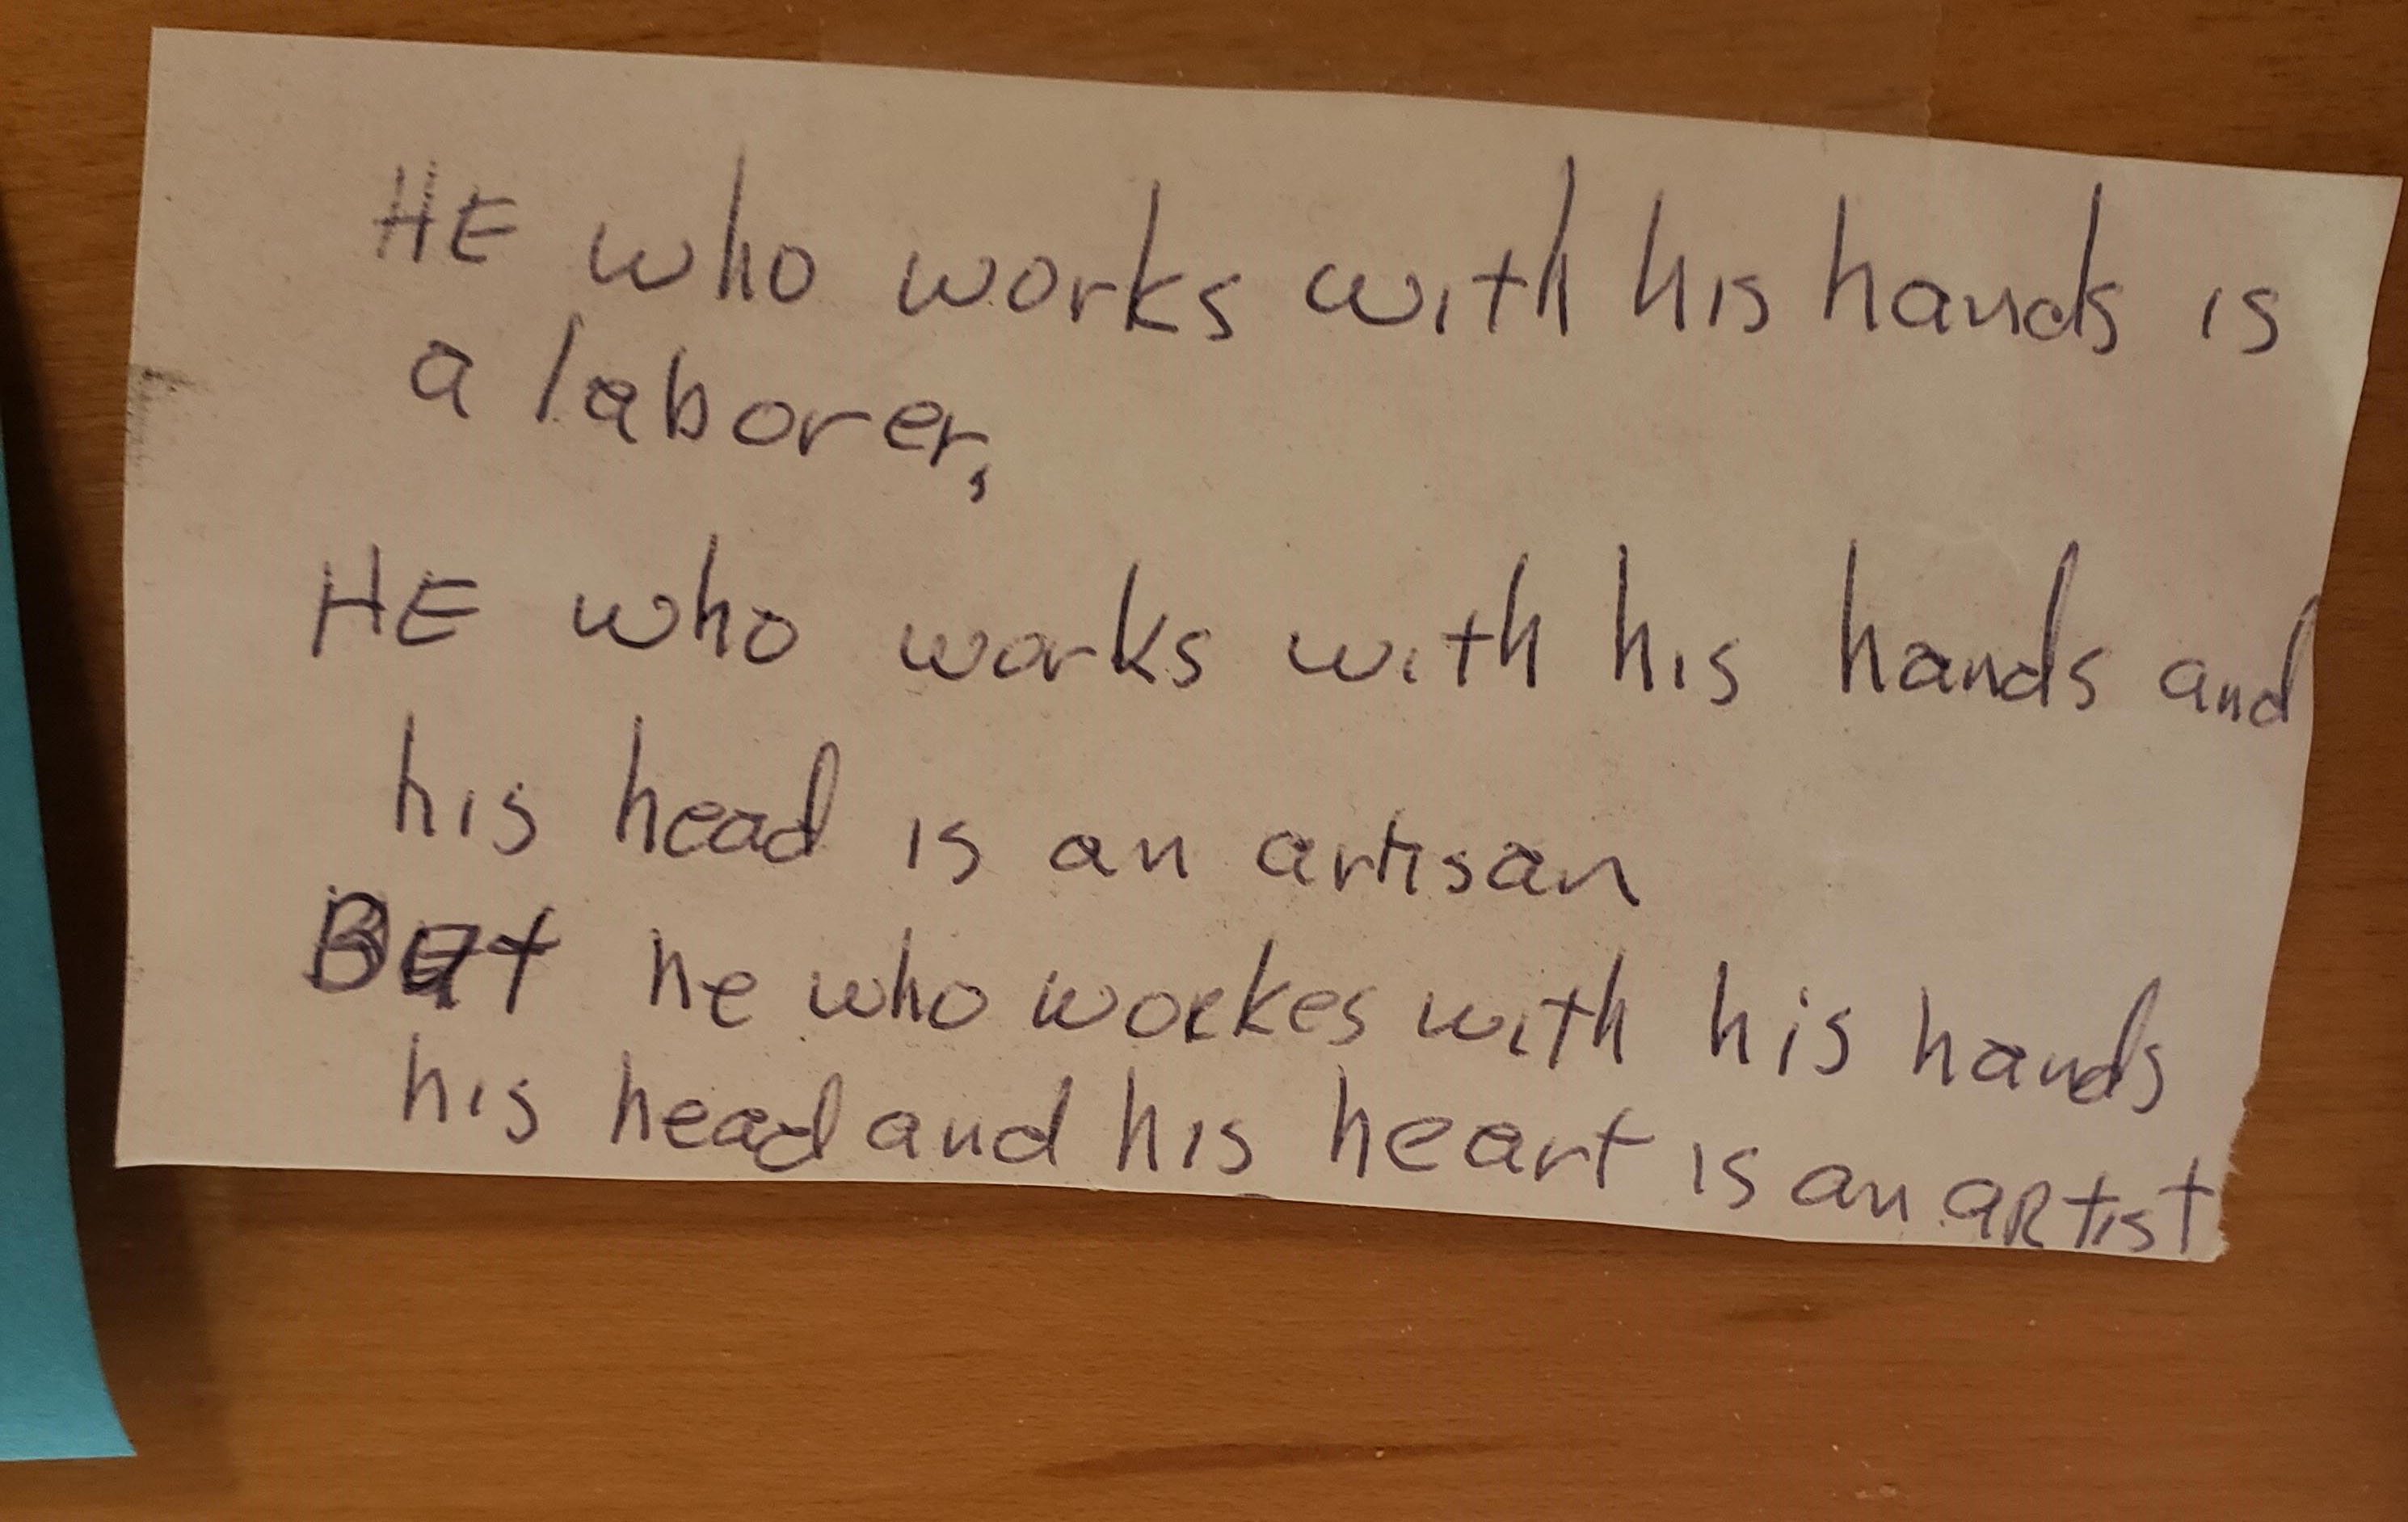 HE who works with his hands is
a laborer,
HE who works with his hands and
his head is an artisan
But he who workes with his hands
his head and his heart is an aRtist